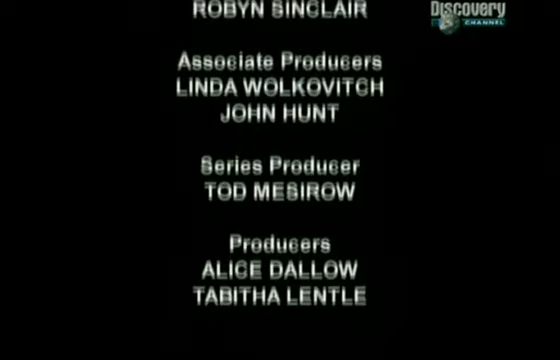 ROBYN SINCLAIR
Discovery
CHANNEL
Associate Producers
LINDA WOLKOVITCH
JOHN HUNT
Series Producer
TOD MESIROW
Producers
ALICE DALLOW
TABITHA LENTLE